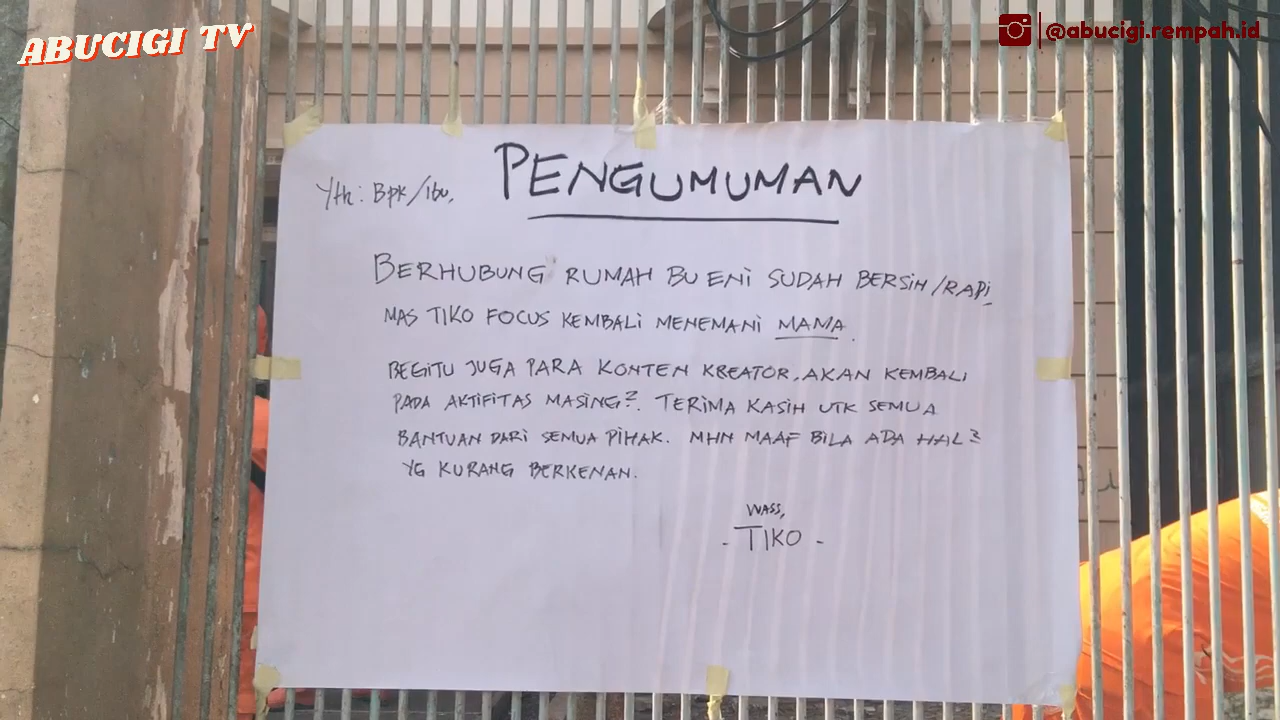 ABUCIGI TV
@abucigi.rempah.id
PENGUMUMAN
Yth: Bpk/Ibu,
BERHUBUNG RUMAH BU ENI SUDAH BERSIH/RAPI,
MAS TIKO FOCUS KEMBALI MENEMANI MAMA.
BEGITU JUGA PARA KONTEN KREATOR, AKAN KEMBALI
PADA AKTIFITAS MASING2. TERIMA KASIH UTK SEMUA
BANTUAN DARI SEMUA PIHAK. MHN MAAF BILA ADA HAL2
YG KURANG BERKENAN.
WASS,
- TIKO -